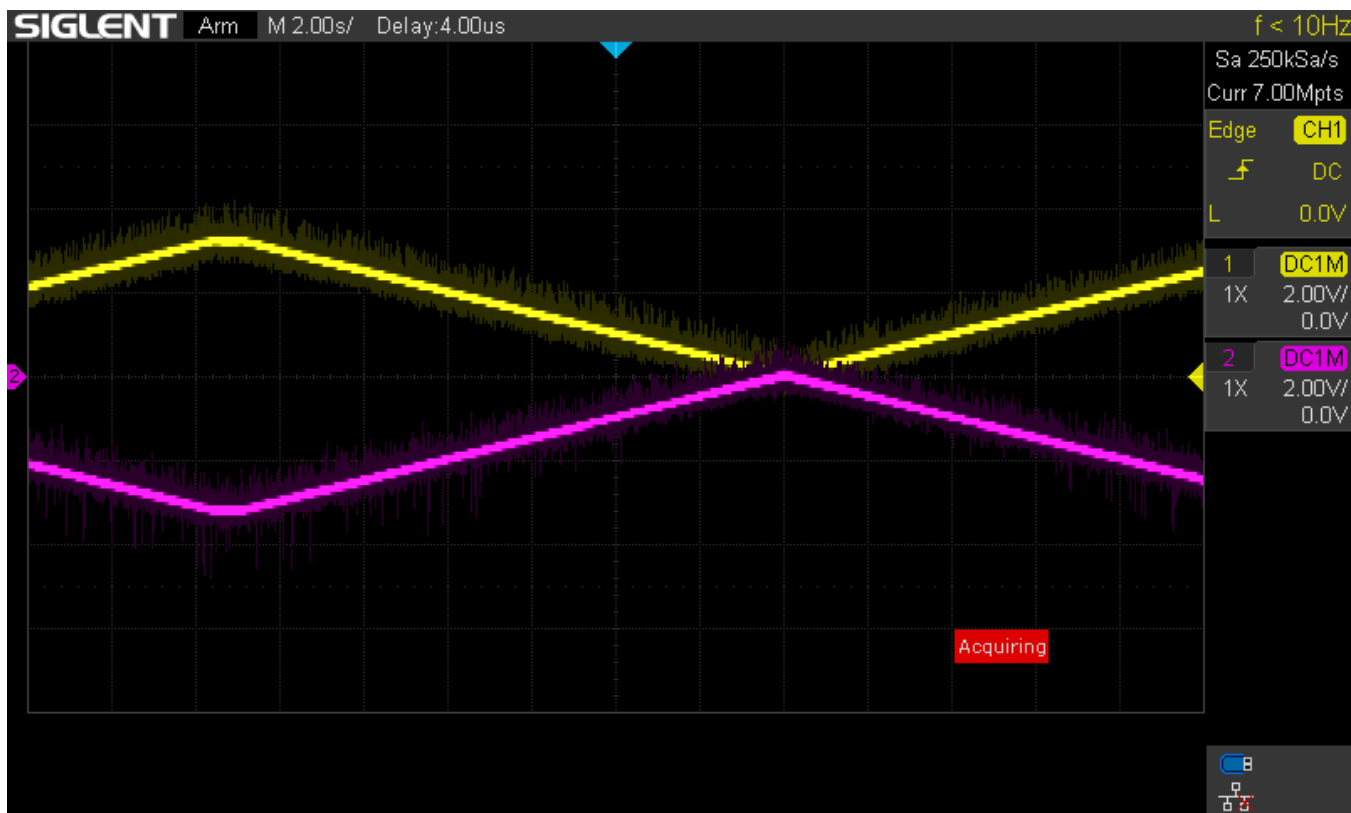 SIGLENT Arm M 2.00s/ Delay:4.00us f < 10Hz
Sa 250kSa/s
Curr 7.00Mpts
Edge CH1
DC
L 0.0V
1 DC1M
1X 2.00V/
0.0V
2 DC1M
1X 2.00V/
0.0V
2
Acquiring